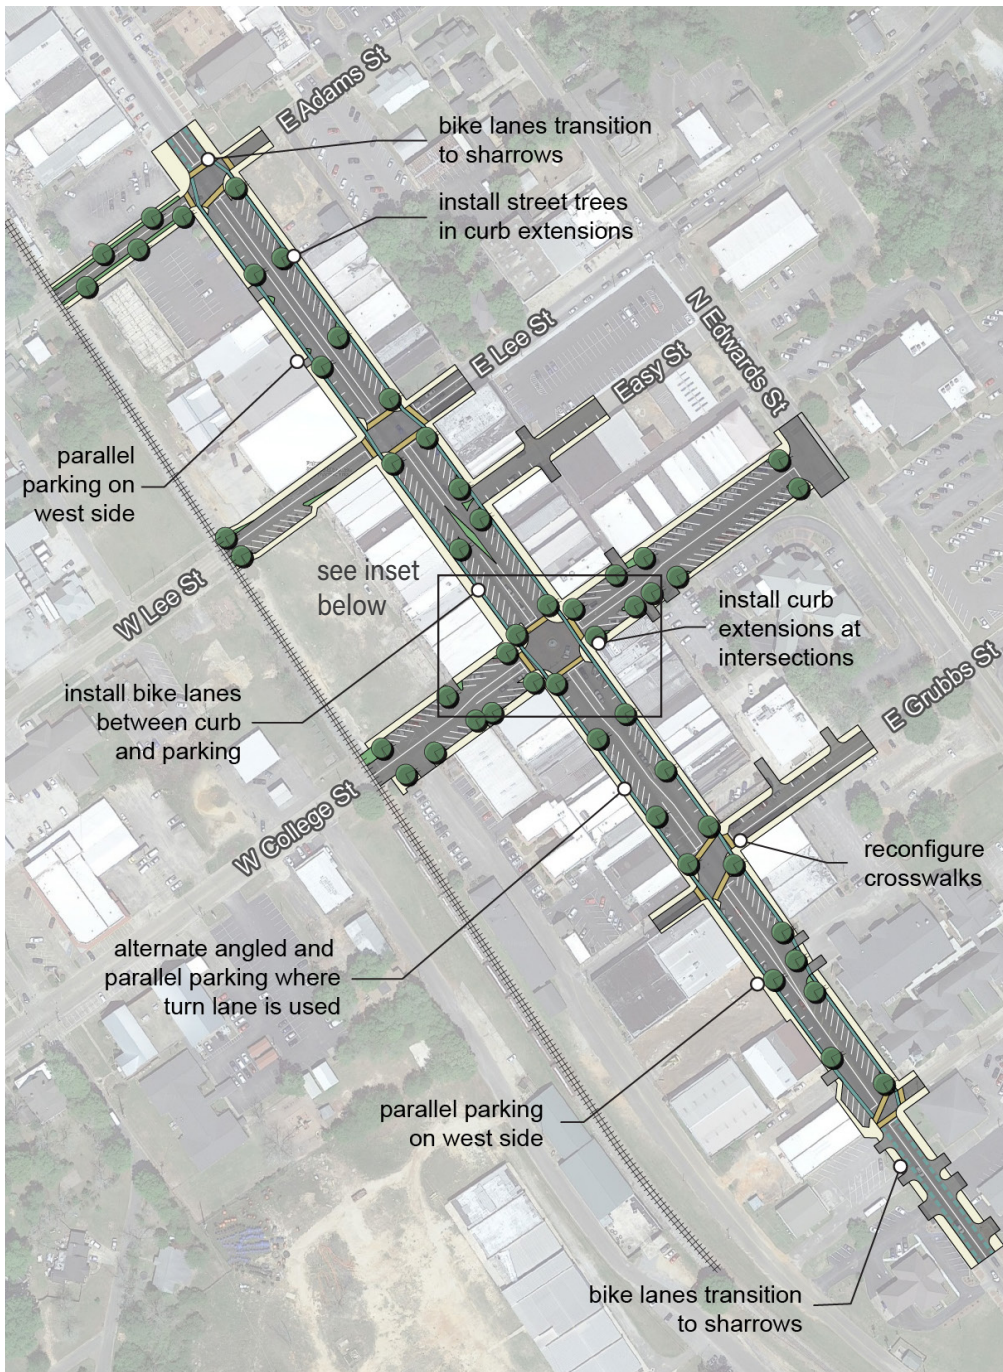 E Adams St
bike lanes transition
to sharrows
install street trees
in curb extensions
N Edwards St
E Lee St
Easy St
parallel
parking on
west side
W Lee St
see inset
below
install curb
extensions at
intersections
E Grubbs St
install bike lanes
between curb
and parking
W College St
reconfigure
crosswalks
alternate angled and
parallel parking where
turn lane is used
parallel parking
on west side
bike lanes transition
to sharrows